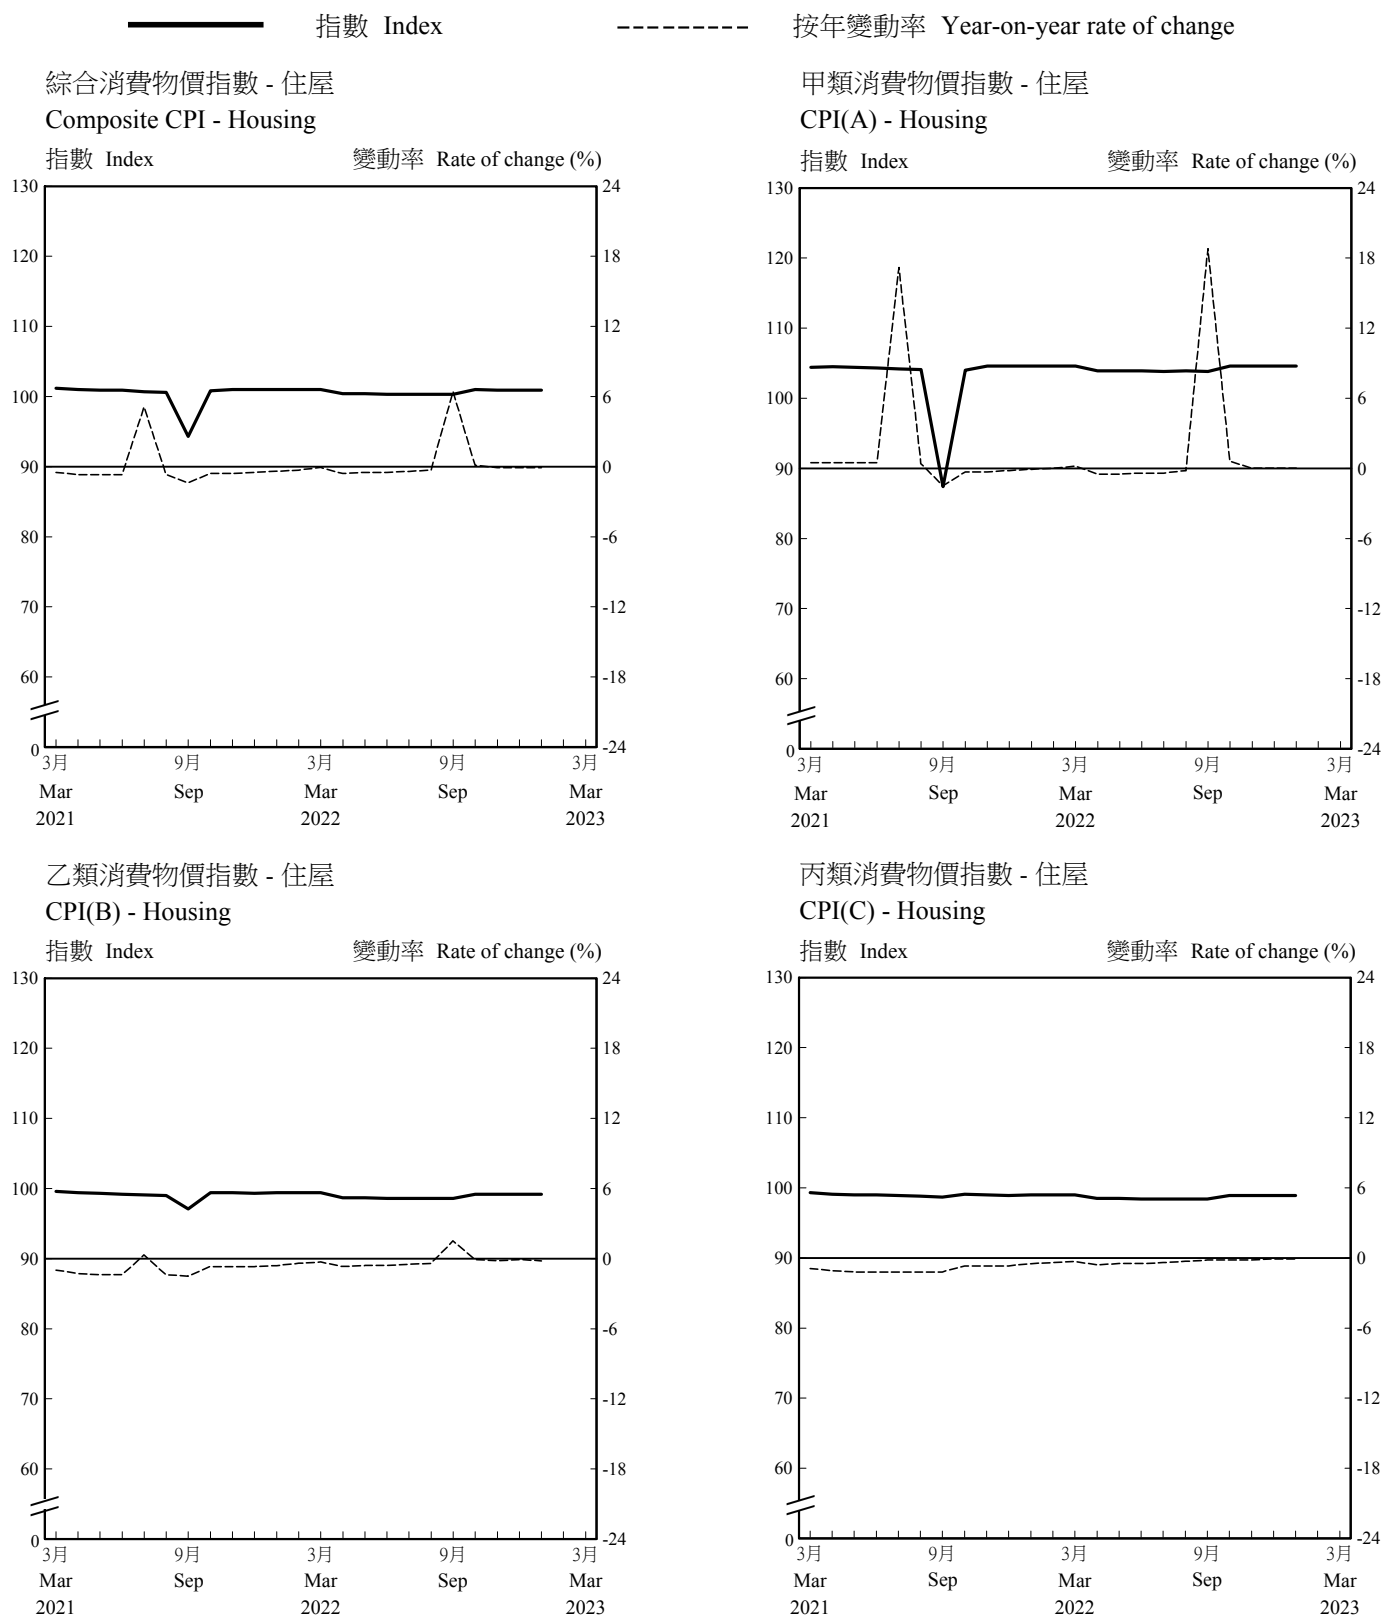 指數 Index 按年變動率 Year-on-year rate of change
綜合消費物價指數 - 住屋
Composite CPI - Housing
指數 Index 變動率 Rate of change (%)
130 24
120 18
110 12
100 6
90 0
80 -6
70 -12
60 -18
0 -24
3月 9月 3月 9月 3月
Mar Sep Mar Sep Mar
2021 2022 2023
甲類消費物價指數 - 住屋
CPI(A) - Housing
指數 Index 變動率 Rate of change (%)
130 24
120 18
110 12
100 6
90 0
80 -6
70 -12
60 -18
0 -24
3月 9月 3月 9月 3月
Mar Sep Mar Sep Mar
2021 2022 2023
乙類消費物價指數 - 住屋
CPI(B) - Housing
指數 Index 變動率 Rate of change (%)
130 24
120 18
110 12
100 6
90 0
80 -6
70 -12
60 -18
0 -24
3月 9月 3月 9月 3月
Mar Sep Mar Sep Mar
2021 2022 2023
丙類消費物價指數 - 住屋
CPI(C) - Housing
指數 Index 變動率 Rate of change (%)
130 24
120 18
110 12
100 6
90 0
80 -6
70 -12
60 -18
0 -24
3月 9月 3月 9月 3月
Mar Sep Mar Sep Mar
2021 2022 2023